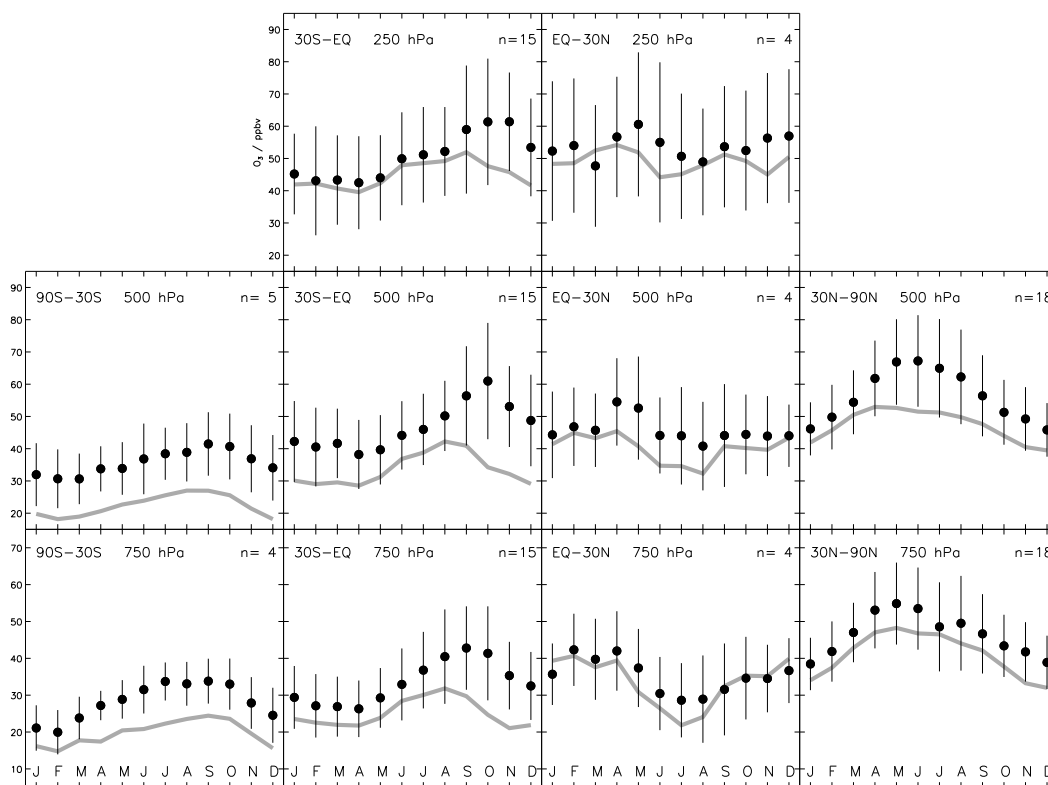 90
80
70
60
50
40
30
20
O3 / ppbv
30S-EQ 250 hPa n=15
EQ-30N 250 hPa n= 4
90
80
70
60
50
40
30
20
90S-30S 500 hPa n= 5
30S-EQ 500 hPa n=15
EQ-30N 500 hPa n= 4
30N-90N 500 hPa n=18
70
60
50
40
30
20
10
90S-30S 750 hPa n= 4
30S-EQ 750 hPa n=15
EQ-30N 750 hPa n= 4
30N-90N 750 hPa n=18
J F M A M J J A S O N D
J F M A M J J A S O N D
J F M A M J J A S O N D
J F M A M J J A S O N D